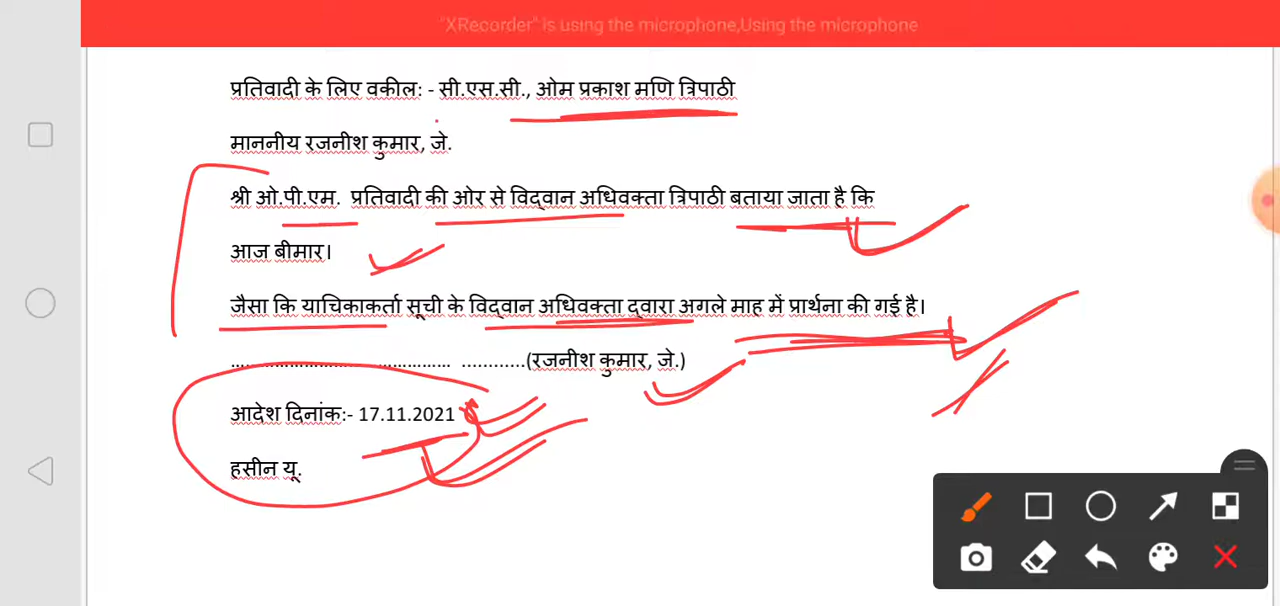 "XRecorder" is using the microphone,Using the microphone
प्रतिवादी के लिए वकील: - सी.एस.सी., ओम प्रकाश मणि त्रिपाठी
माननीय रजनीश कुमार, जे.
श्री ओ.पी.एम. प्रतिवादी की ओर से विद्वान अधिवक्ता त्रिपाठी बताया जाता है कि
आज बीमार।
जैसा कि याचिकाकर्ता सूची के विद्वान अधिवक्ता द्वारा अगले माह में प्रार्थना की गई है।
............................................ ............(रजनीश कुमार, जे.)
आदेश दिनांक:- 17.11.2021
हसीन यू.